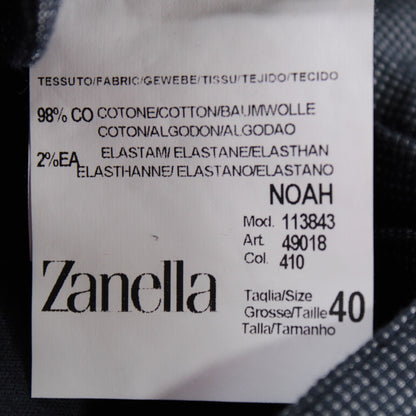 TESSUTO/FABRIC/GEWEBE/TISSU/TEJIDO/TECIDO
98% CO COTONE/COTTON/BAUMWOLLE
COTON/ALGODON/ALGODAO
2%EA ELASTAM/ ELASTANE/ELASTHAN
ELASTHANNE/ ELASTANO/ELASTANO
NOAH
Mod. 113843
Art. 49018
Col. 410
Zanella
Taglia/Size
Grosse/Taille 40
Talla/Tamanho